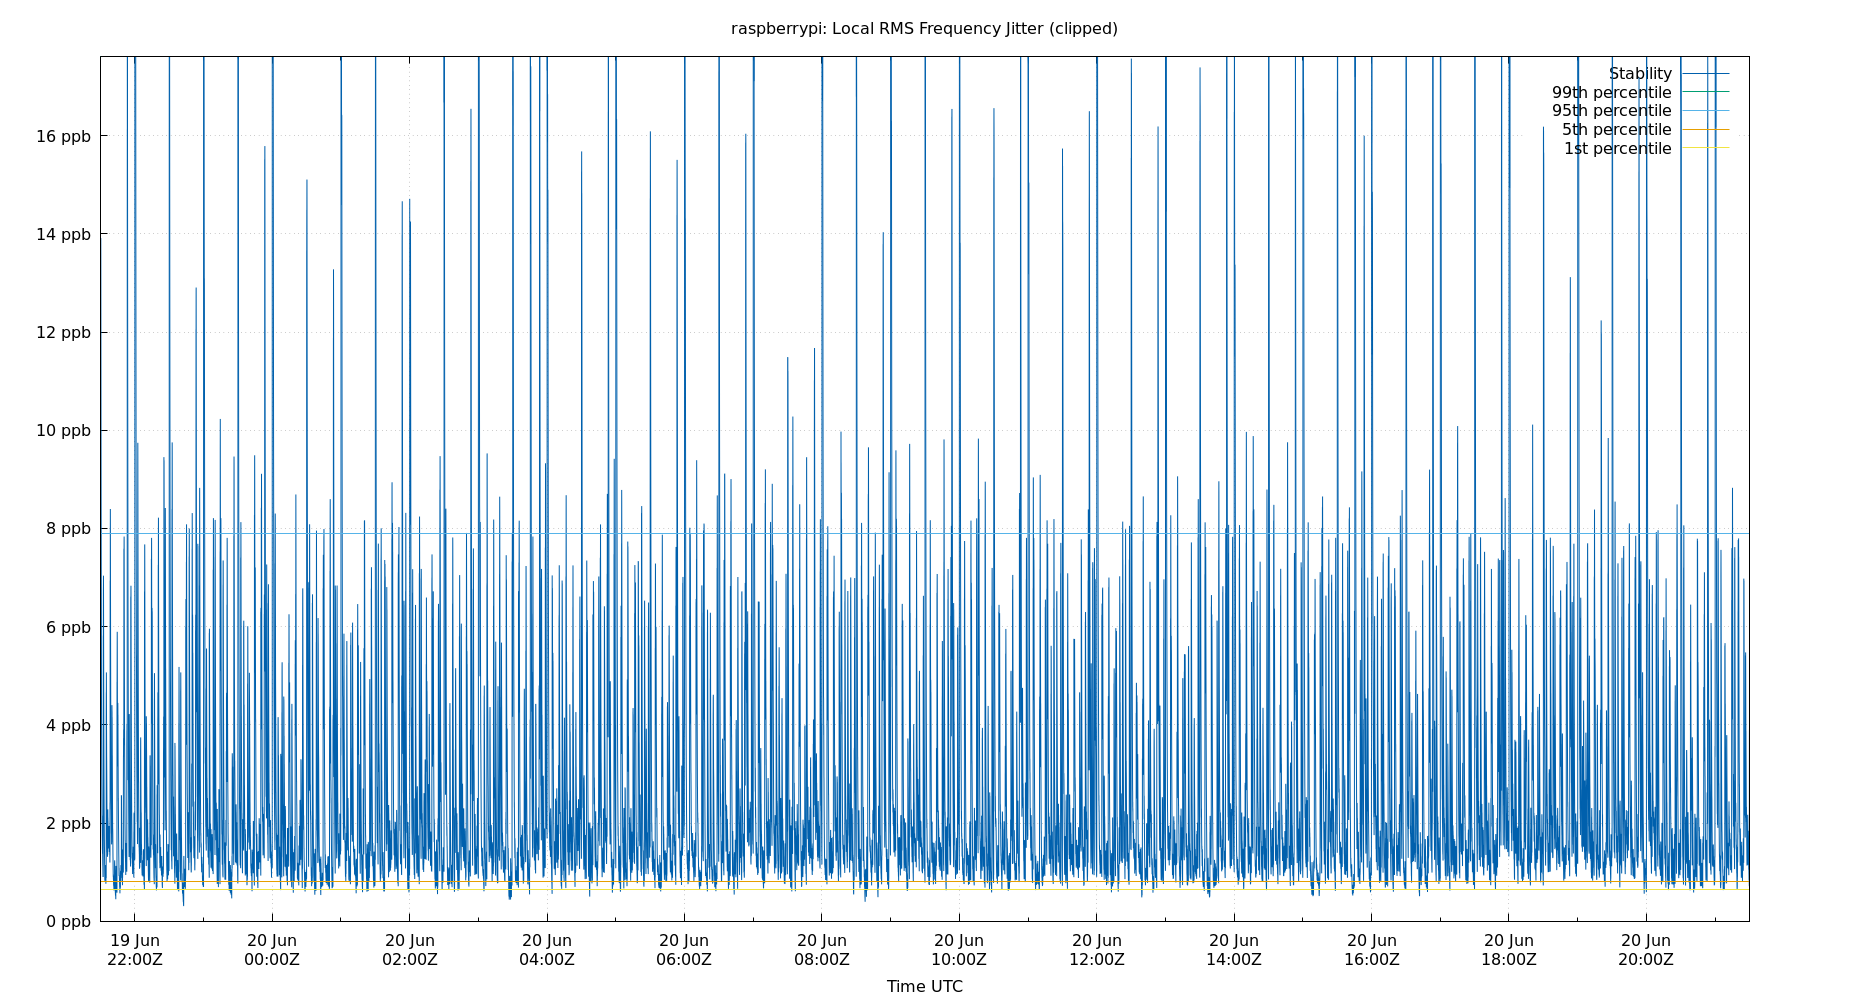 raspberrypi: Local RMS Frequency Jitter (clipped)
Stability
99th percentile
95th percentile
5th percentile
1st percentile
16 ppb
14 ppb
12 ppb
10 ppb
8 ppb
6 ppb
4 ppb
2 ppb
0 ppb
19 Jun 20 Jun 20 Jun 20 Jun 20 Jun 20 Jun 20 Jun 20 Jun 20 Jun 20 Jun 20 Jun 20 Jun
22:00Z 00:00Z 02:00Z 04:00Z 06:00Z 08:00Z 10:00Z 12:00Z 14:00Z 16:00Z 18:00Z 20:00Z
Time UTC